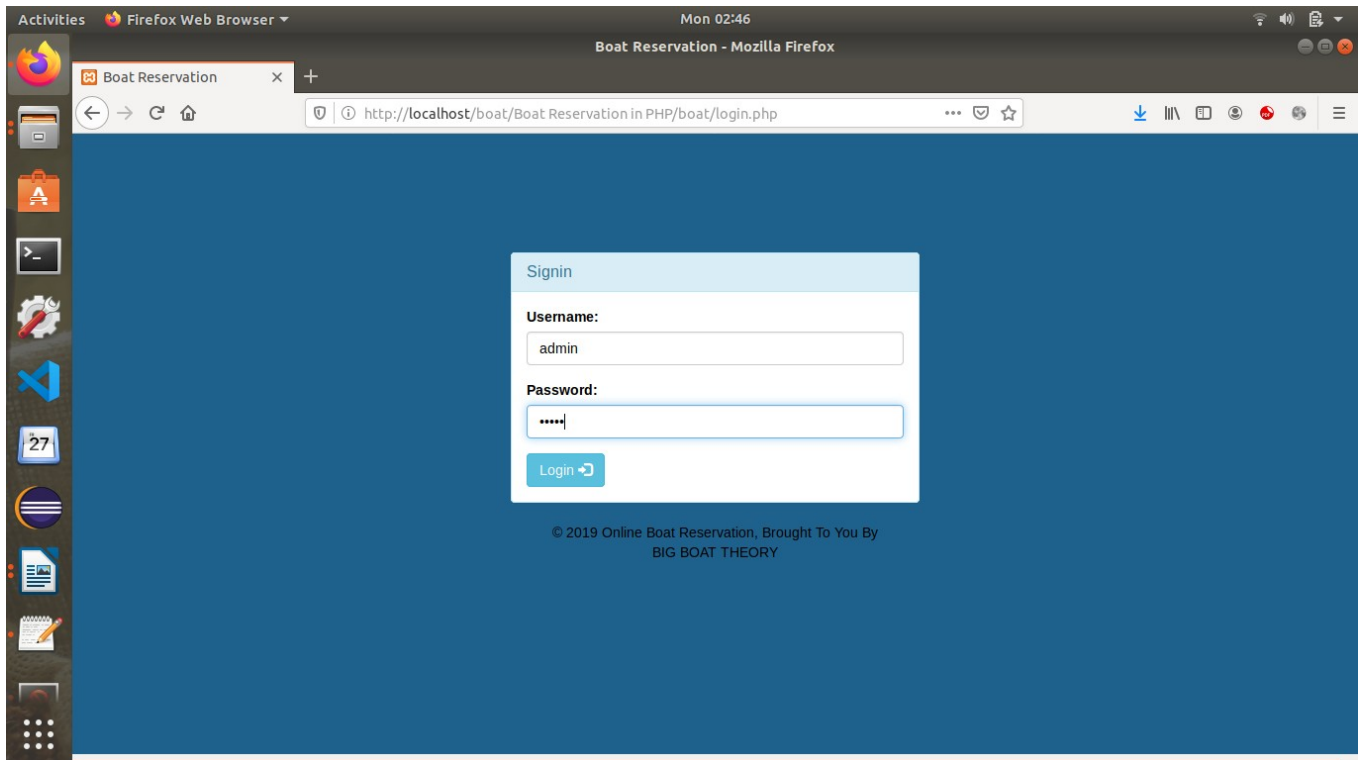 Activities Firefox Web Browser Mon 02:46
Boat Reservation - Mozilla Firefox
Boat Reservation
http://localhost/boat/Boat Reservation in PHP/boat/login.php
Signin
Username:
admin
Password:
•••••
Login
© 2019 Online Boat Reservation, Brought To You By
BIG BOAT THEORY
27